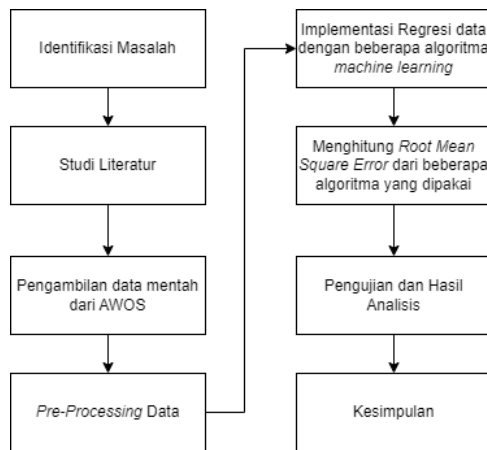 Identifikasi Masalah
Studi Literatur
Pengambilan data mentah
dari AWOS
Pre-Processing Data
Implementasi Regresi data
dengan beberapa algoritma
machine learning
Menghitung Root Mean
Square Error dari beberapa
algoritma yang dipakai
Pengujian dan Hasil
Analisis
Kesimpulan